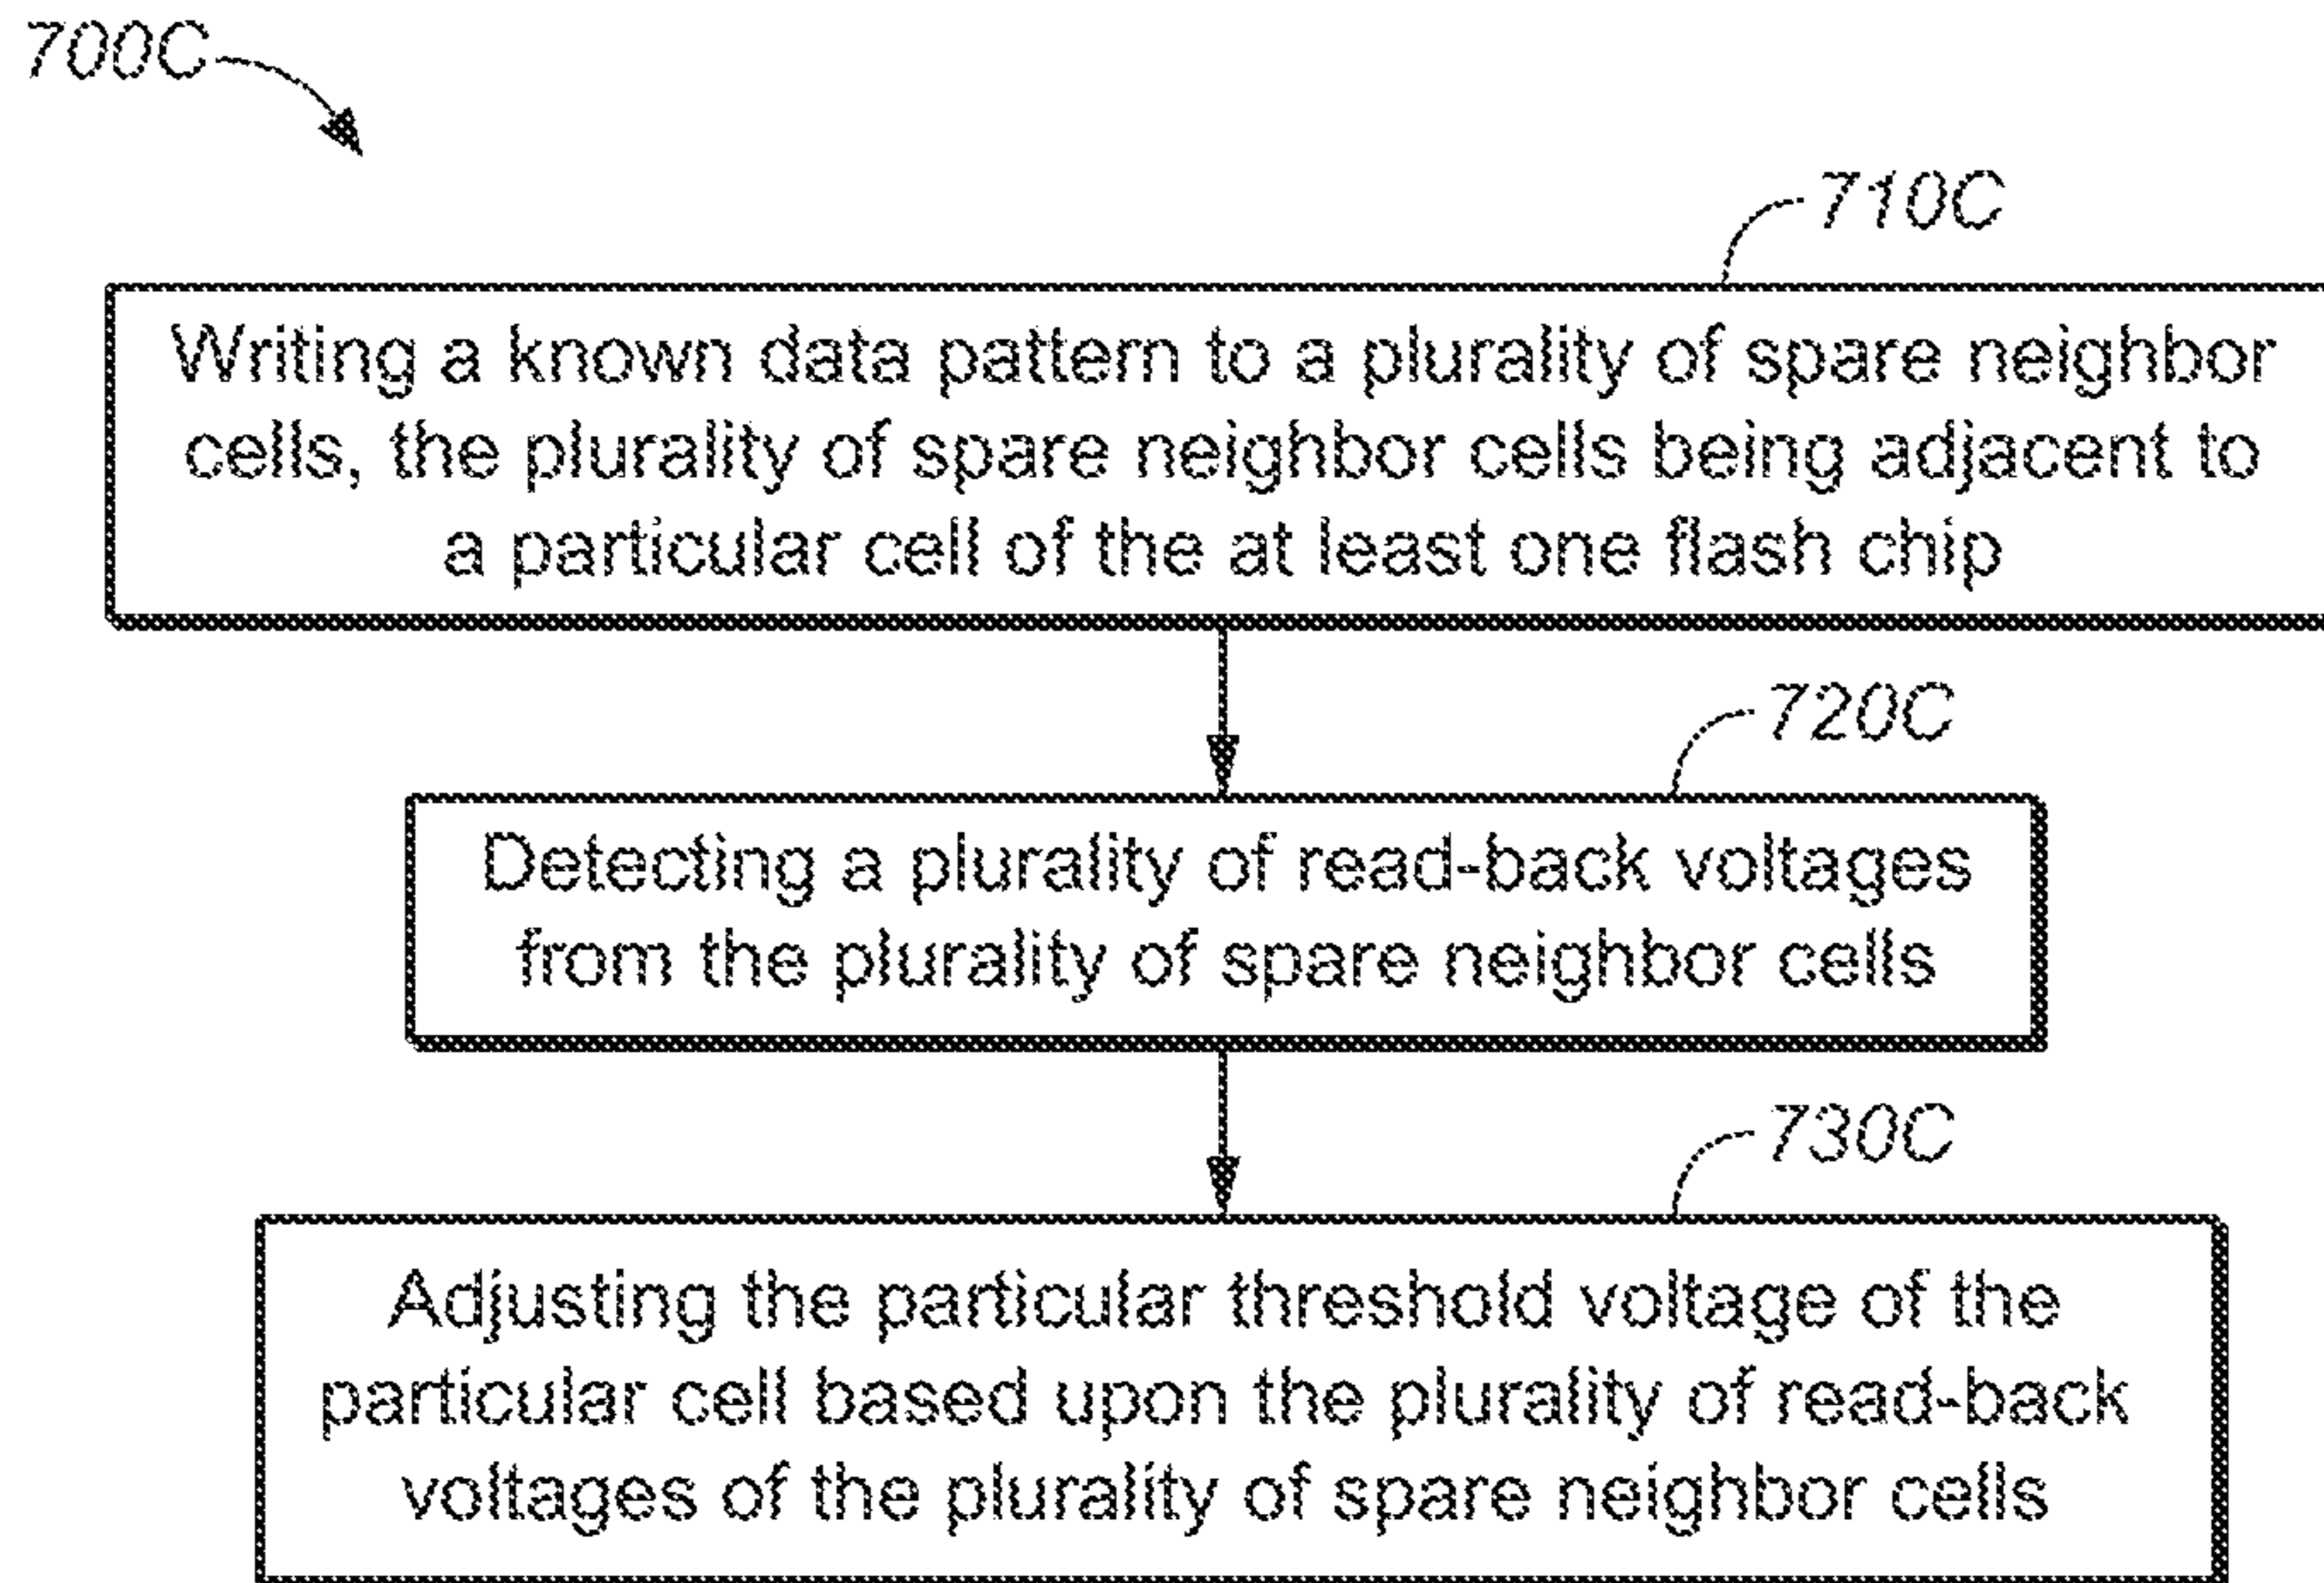 700C
710C
Writing a known data pattern to a plurality of spare neighbor
cells, the plurality of spare neighbor cells being adjacent to
a particular cell of the at least one flash chip
720C
Detecting a plurality of read-back voltages
from the plurality of spare neighbor cells
730C
Adjusting the particular threshold voltage of the
particular cell based upon the plurality of read-back
voltages of the plurality of spare neighbor cells